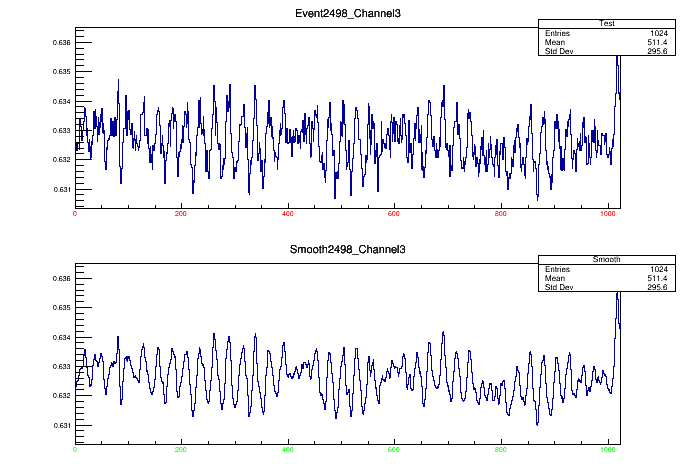 Event2498_Channel3
Test
Entries 1024
Mean 511.4
Std Dev 295.6
0.636
0.635
0.634
0.633
0.632
0.631
0 200 400 600 800 1000
Smooth2498_Channel3
Smooth
Entries 1024
Mean 511.4
Std Dev 295.6
0.636
0.635
0.634
0.633
0.632
0.631
0 200 400 600 800 1000